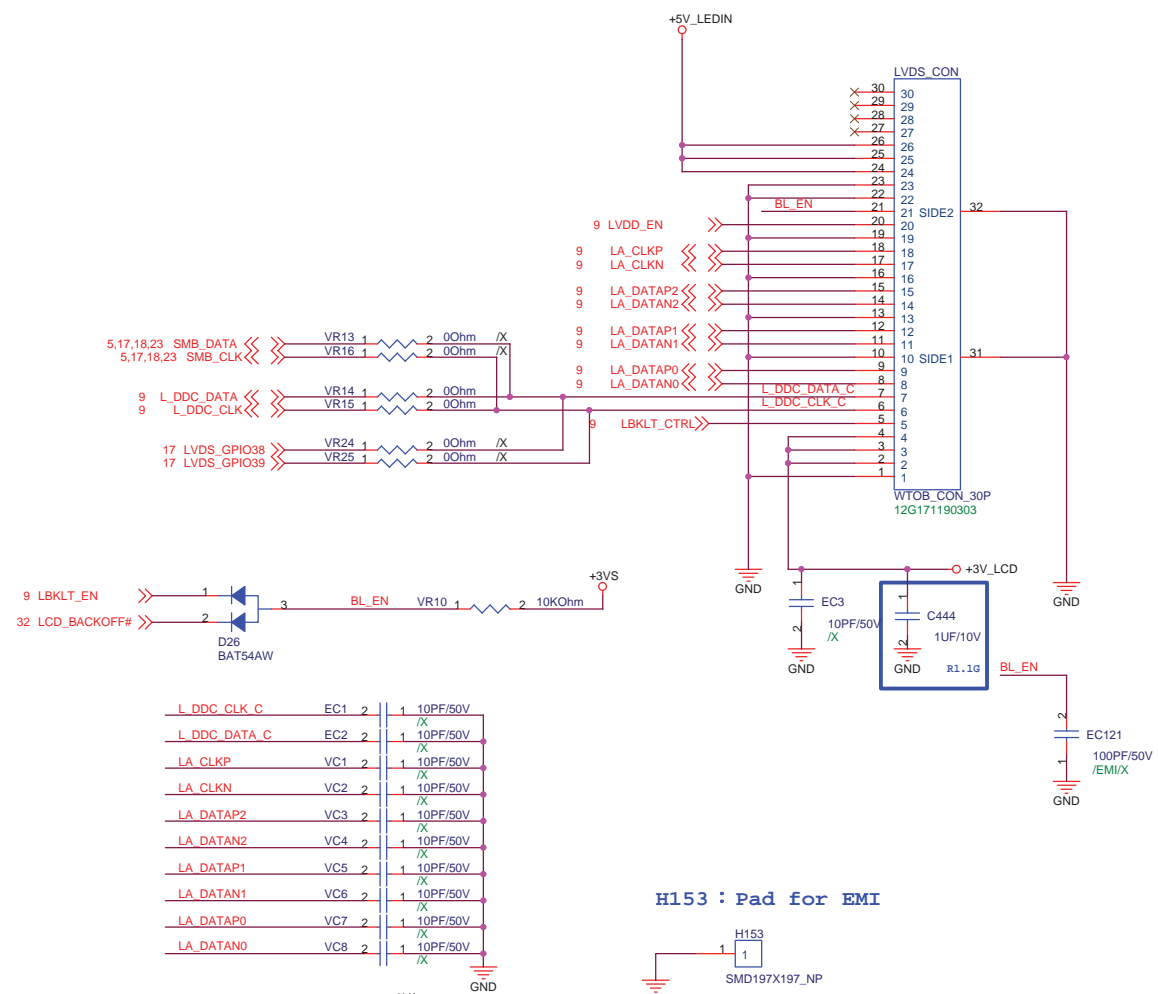 +5V_LEDIN
LVDS_CON
30 30
29 29
28 28
27 27
26 26
25 25
24 24
23 23
22 22
BL_EN 21 21 SIDE2 32
9 LVDD_EN 20 20
19 19
9 LA_CLKP 18 18
9 LA_CLKN 17 17
16 16
9 LA_DATAP2 15 15
9 LA_DATAN2 14 14
13 13
9 LA_DATAP1 12 12
9 LA_DATAN1 11 11
10 10 SIDE1 31
9 LA_DATAP0 9 9
9 LA_DATAN0 8 8
L_DDC_DATA_C 7 7
L_DDC_CLK_C 6 6
9 LBKLT_CTRL 5 5
4 4
3 3
2 2
1 1
WTOB_CON_30P
12G171190303
5,17,18,23 SMB_DATA VR13 1 2 0Ohm /X
5,17,18,23 SMB_CLK VR16 1 2 0Ohm /X
9 L_DDC_DATA VR14 1 2 0Ohm
9 L_DDC_CLK VR15 1 2 0Ohm
17 LVDS_GPIO38 VR24 1 2 0Ohm /X
17 LVDS_GPIO39 VR25 1 2 0Ohm /X
GND
+3V_LCD
GND
1 EC3 2
10PF/50V
/X
GND
1 C444 2
1UF/10V
GND
R1.1G
9 LBKLT_EN 1
32 LCD_BACKOFF# 2
3 BL_EN VR10 1 2 10KOhm
+3VS
D26
BAT54AW
BL_EN
2 EC121 1
100PF/50V
/EMI/X
GND
L_DDC_CLK_C EC1 2 1 10PF/50V
/X
L_DDC_DATA_C EC2 2 1 10PF/50V
/X
LA_CLKP VC1 2 1 10PF/50V
/X
LA_CLKN VC2 2 1 10PF/50V
/X
LA_DATAP2 VC3 2 1 10PF/50V
/X
LA_DATAN2 VC4 2 1 10PF/50V
/X
LA_DATAP1 VC5 2 1 10PF/50V
/X
LA_DATAN1 VC6 2 1 10PF/50V
/X
LA_DATAP0 VC7 2 1 10PF/50V
/X
LA_DATAN0 VC8 2 1 10PF/50V
/X
GND
H153：Pad for EMI
H153
1 1
SMD197X197_NP